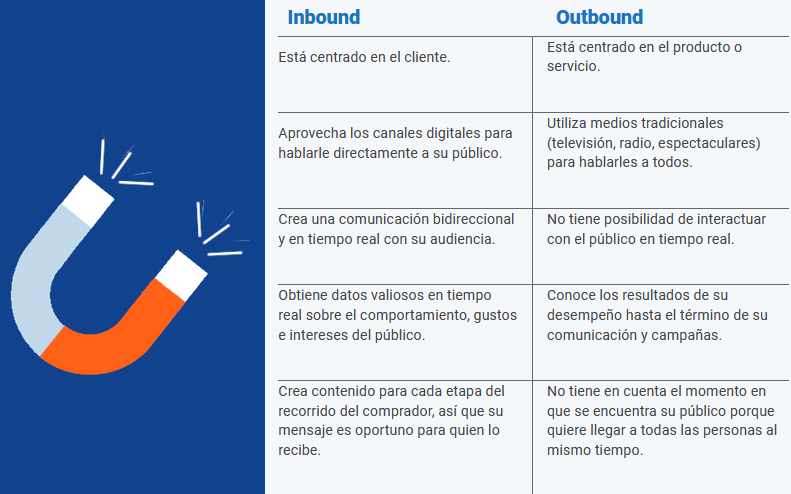 Inbound
Outbound
Está centrado en el cliente.
Está centrado en el producto o
servicio.
Aprovecha los canales digitales para
hablarle directamente a su público.
Utiliza medios tradicionales
(televisión, radio, espectaculares)
para hablarles a todos.
Crea una comunicación bidireccional
y en tiempo real con su audiencia.
No tiene posibilidad de interactuar
con el público en tiempo real.
Obtiene datos valiosos en tiempo
real sobre el comportamiento, gustos
e intereses del público.
Conoce los resultados de su
desempeño hasta el término de su
comunicación y campañas.
Crea contenido para cada etapa del
recorrido del comprador, así que su
mensaje es oportuno para quien lo
recibe.
No tiene en cuenta el momento en
que se encuentra su público porque
quiere llegar a todas las personas al
mismo tiempo.